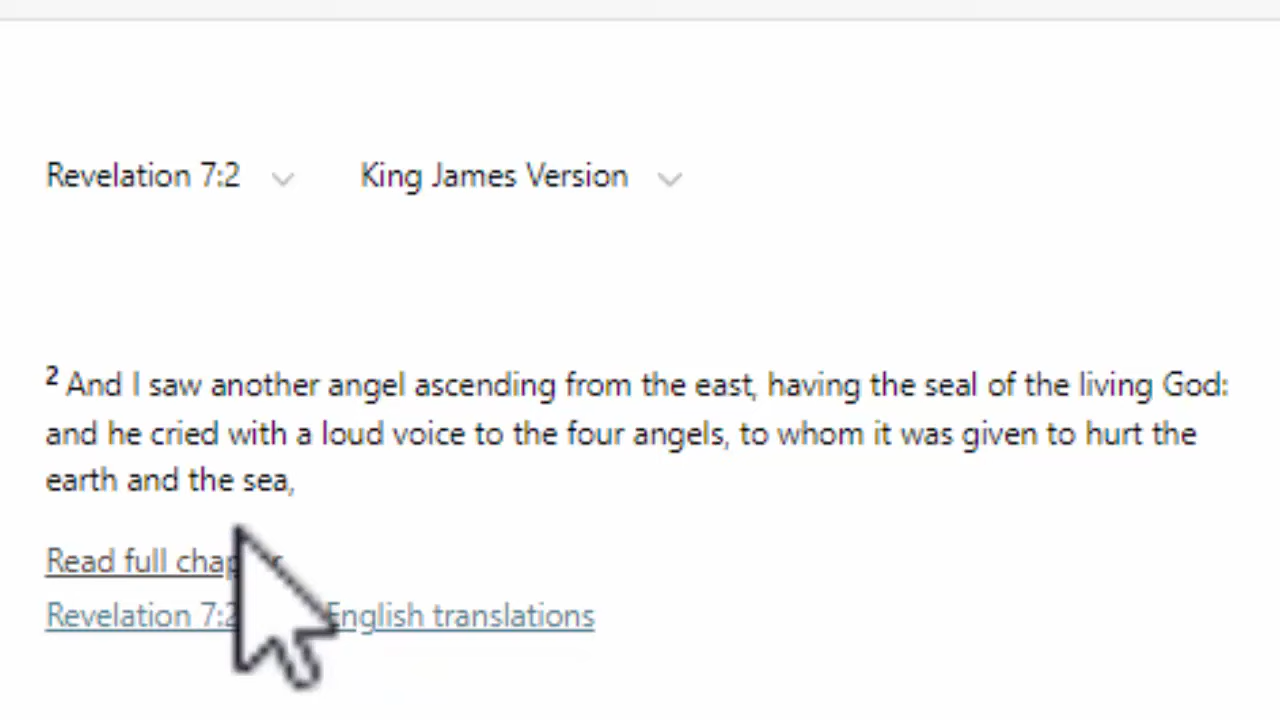 Revelation 7:2 King James Version
2 And I saw another angel ascending from the east, having the seal of the living God:
and he cried with a loud voice to the four angels, to whom it was given to hurt the
earth and the sea,
Read full chapter
Revelation 7:2 English translations